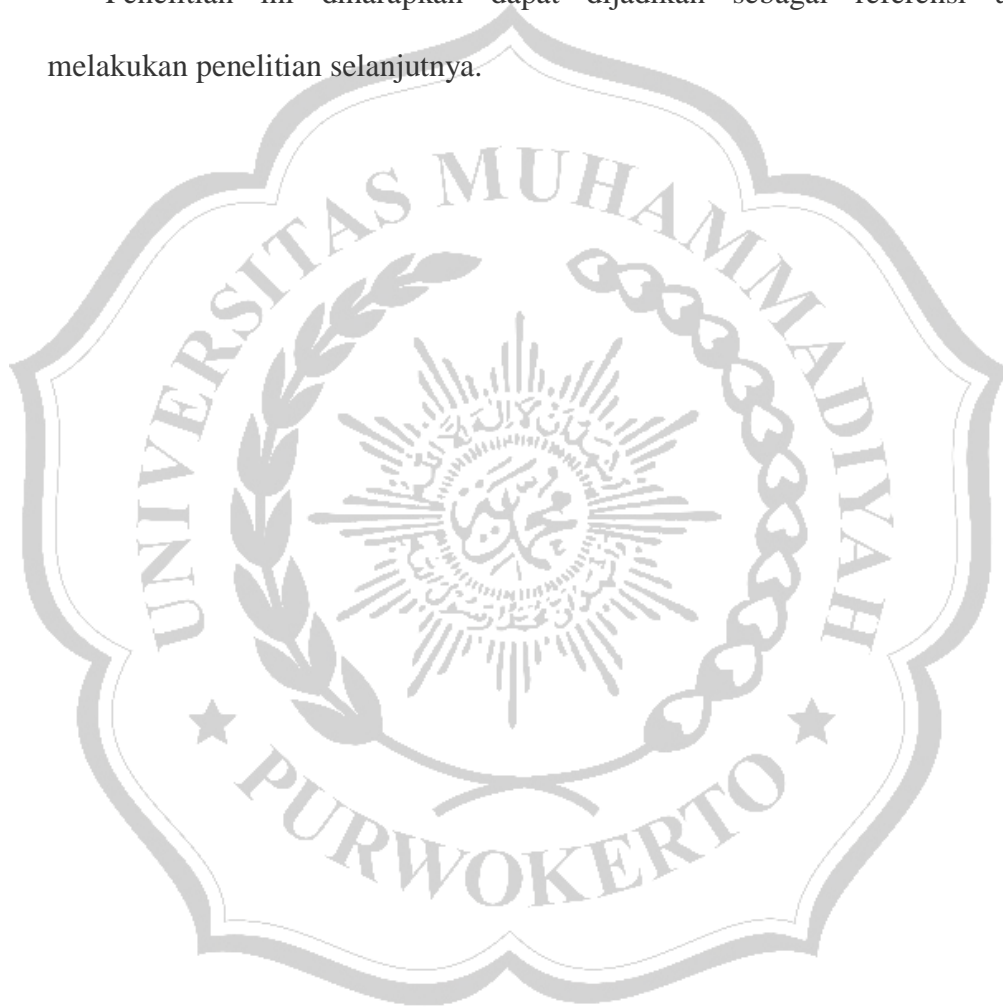 Penelitian ini diharapkan dapat dijadikan sebagai referensi
melakukan penelitian selanjutnya.
UNIVERSITAS MUHAMMADIYAH
PURWOKERTO